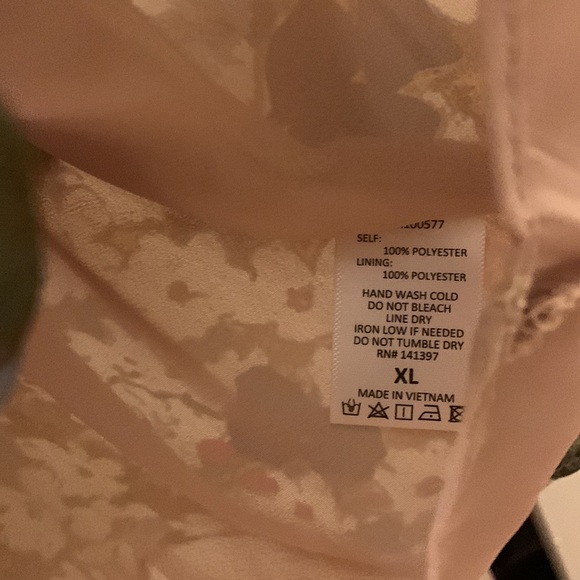 SELF:
100% POLYESTER
LINING:
100% POLYESTER
HAND WASH COLD
DO NOT BLEACH
LINE DRY
IRON LOW IF NEEDED
DO NOT TUMBLE DRY
RN# 141397
XL
MADE IN VIETNAM